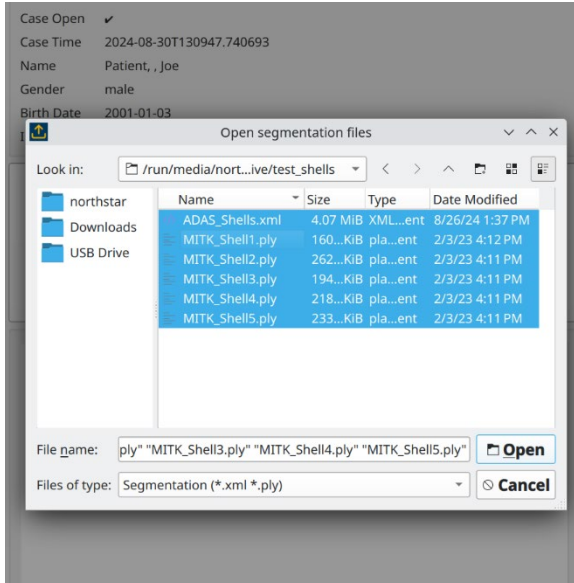 Case Open ✔
Case Time 2024-08-30T130947.740693
Name Patient, , Joe
Gender male
Birth Date 2001-01-03
Open segmentation files
Look in: /run/media/nort...ive/test_shells
northstar
Downloads
USB Drive
Name Size Type Date Modified
ADAS_Shells.xml 4.07 MiB XML...ent 8/26/24 1:37 PM
MITK_Shell1.ply 160...KiB pla...ent 2/3/23 4:12 PM
MITK_Shell2.ply 262...KiB pla...ent 2/3/23 4:11 PM
MITK_Shell3.ply 194...KiB pla...ent 2/3/23 4:11 PM
MITK_Shell4.ply 218...KiB pla...ent 2/3/23 4:11 PM
MITK_Shell5.ply 233...KiB pla...ent 2/3/23 4:11 PM
File name: ply" "MITK_Shell3.ply" "MITK_Shell4.ply" "MITK_Shell5.ply" Open
Files of type: Segmentation (*.xml *.ply) Cancel